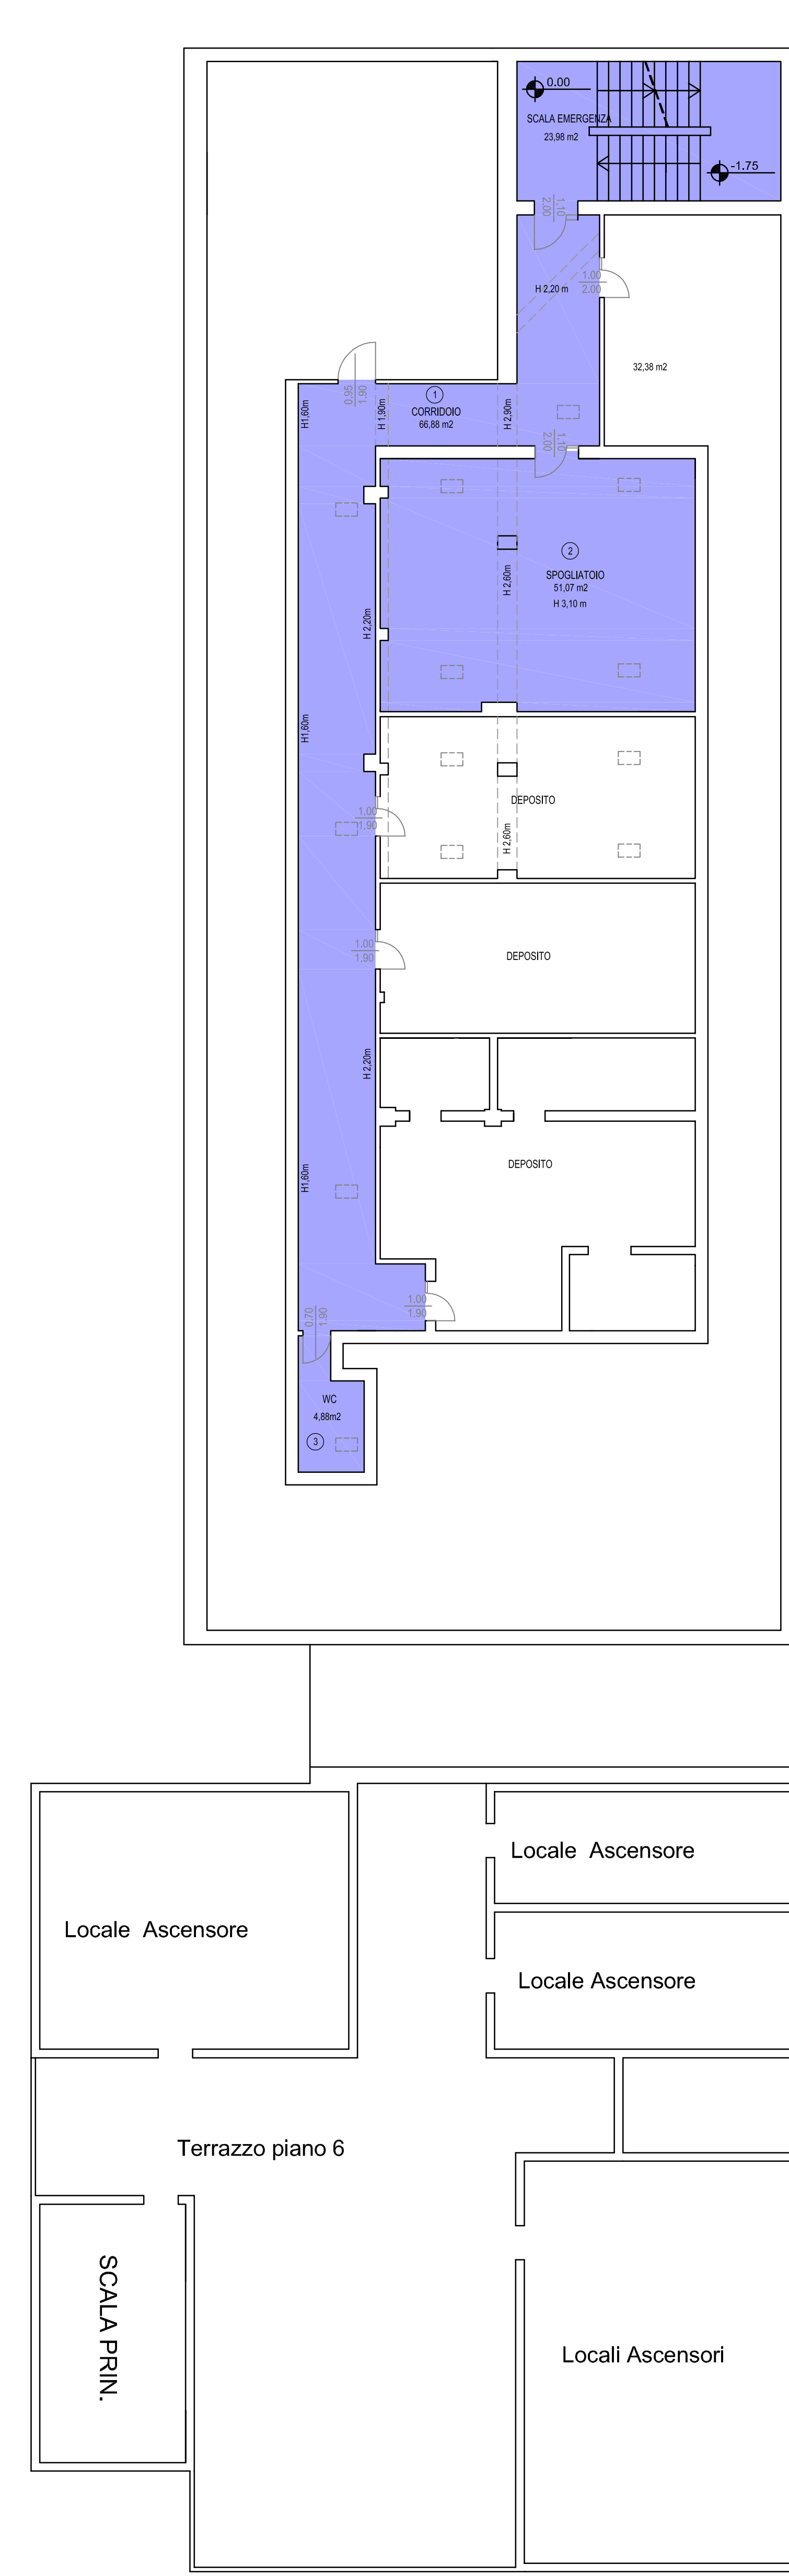 0.00
SCALA EMERGENZA
23,98 m2
-1.75
1.10
2.00
1.00
2.00
H 2,20 m
32,38 m2
0.95
1.90
H1,60m
H 1,90m
1
CORRIDOIO
66,88 m2
H 2,90m
1.10
2.00
2
SPOGLIATOIO
51,07 m2
H 3,10 m
H 2,60m
H 2,20m
H1,60m
DEPOSITO
1,00
1.90
H 2,60m
1.00
1.90
DEPOSITO
H 2,20m
DEPOSITO
H1,60m
1.00
1.90
0.70
1.90
WC
4,88m2
3
Locale Ascensore
Locale Ascensore
Locale Ascensore
Terrazzo piano 6
SCALA PRIN.
Locali Ascensori